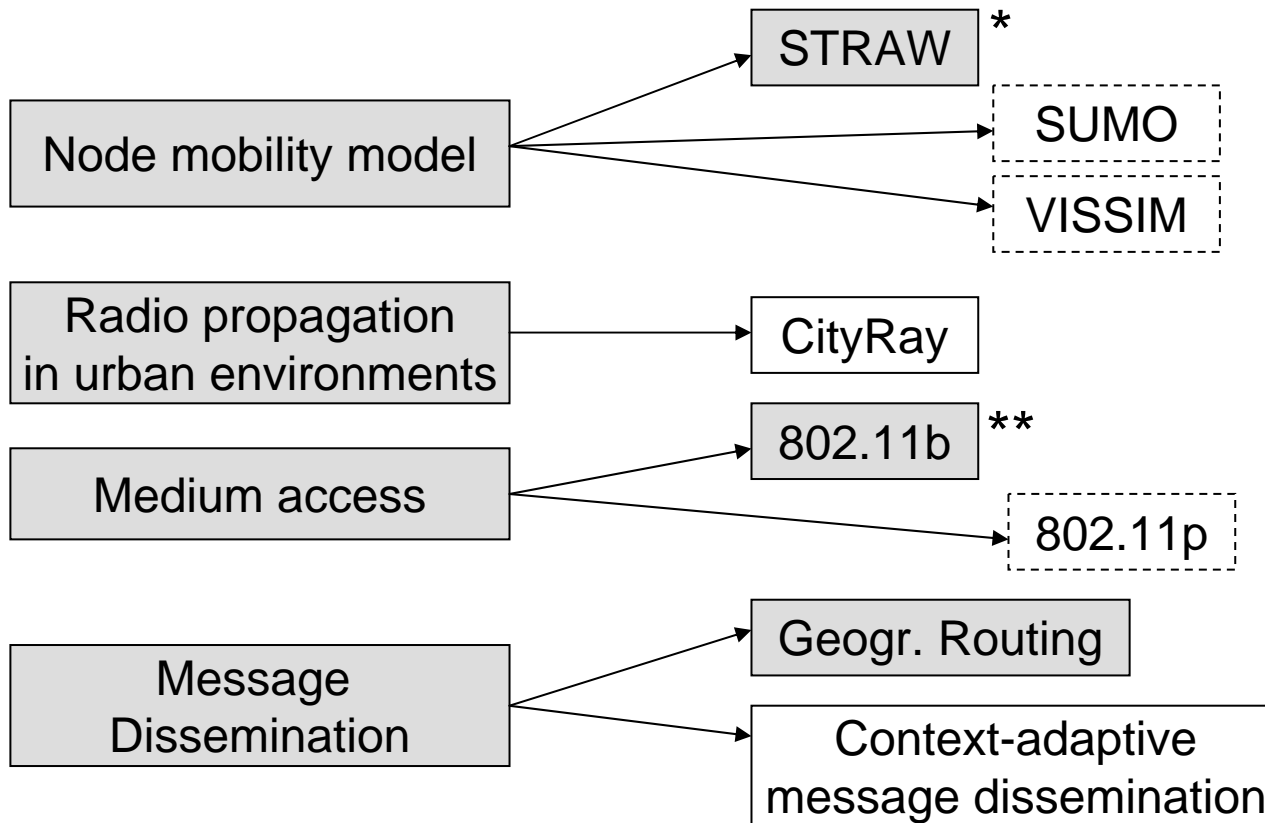 STRAW *
Node mobility model
SUMO
VISSIM
Radio propagation
in urban environments
CityRay
Medium access
802.11b **
802.11p
Message
Dissemination
Geogr. Routing
Context-adaptive
message dissemination